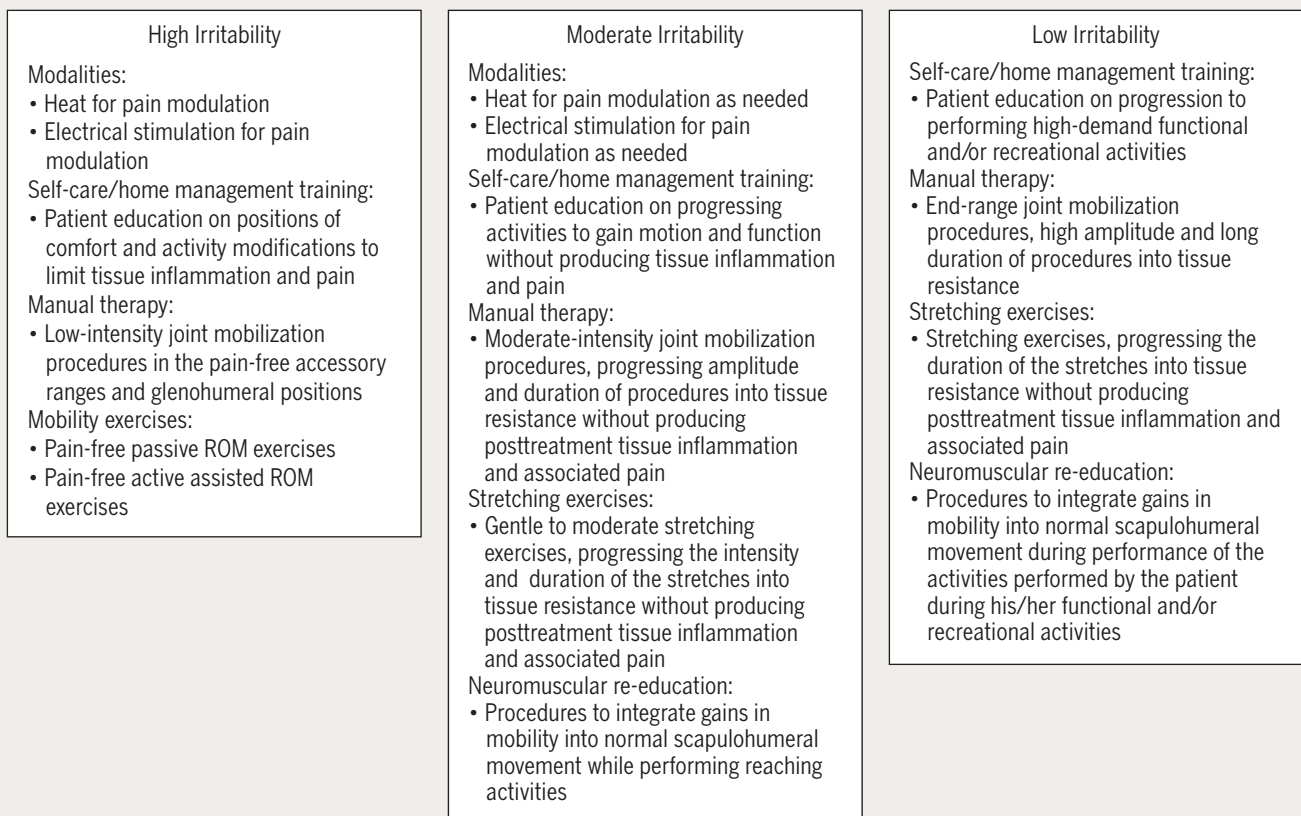 High Irritability
Modalities:
• Heat for pain modulation
• Electrical stimulation for pain
modulation
Self-care/home management training:
• Patient education on positions of
comfort and activity modifications to
limit tissue inflammation and pain
Manual therapy:
• Low-intensity joint mobilization
procedures in the pain-free accessory
ranges and glenohumeral positions
Mobility exercises:
• Pain-free passive ROM exercises
• Pain-free active assisted ROM
exercises
Moderate Irritability
Modalities:
• Heat for pain modulation as needed
• Electrical stimulation for pain
modulation as needed
Self-care/home management training:
• Patient education on progressing
activities to gain motion and function
without producing tissue inflammation
and pain
Manual therapy:
• Moderate-intensity joint mobilization
procedures, progressing amplitude
and duration of procedures into tissue
resistance without producing
posttreatment tissue inflammation
and associated pain
Stretching exercises:
• Gentle to moderate stretching
exercises, progressing the intensity
and duration of the stretches into
tissue resistance without producing
posttreatment tissue inflammation
and associated pain
Neuromuscular re-education:
• Procedures to integrate gains in
mobility into normal scapulohumeral
movement while performing reaching
activities
Low Irritability
Self-care/home management training:
• Patient education on progression to
performing high-demand functional
and/or recreational activities
Manual therapy:
• End-range joint mobilization
procedures, high amplitude and long
duration of procedures into tissue
resistance
Stretching exercises:
• Stretching exercises, progressing the
duration of the stretches into tissue
resistance without producing
posttreatment tissue inflammation and
associated pain
Neuromuscular re-education:
• Procedures to integrate gains in
mobility into normal scapulohumeral
movement during performance of the
activities performed by the patient
during his/her functional and/or
recreational activities